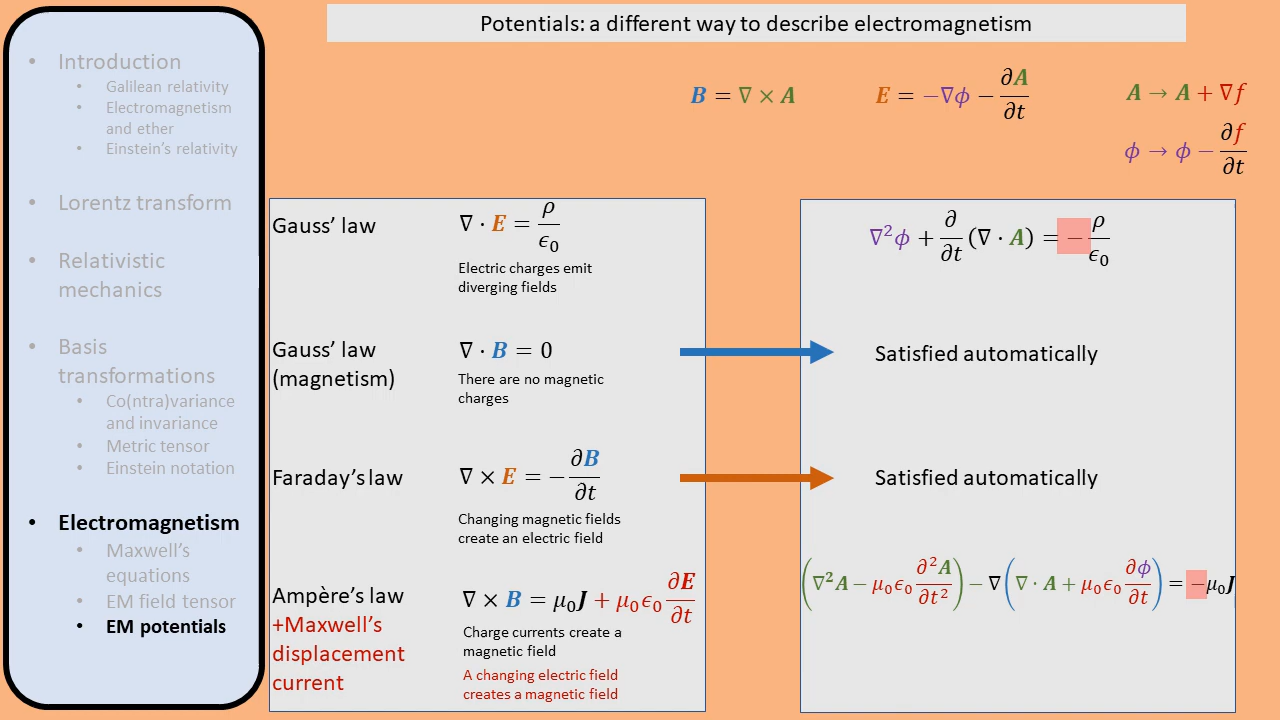 Potentials: a different way to describe electromagnetism
• Introduction
• Galilean relativity
• Electromagnetism
and ether
• Einstein's relativity
• Lorentz transform
• Relativistic
mechanics
• Basis
transformations
• Co(ntra)variance
and invariance
• Metric tensor
• Einstein notation
• Electromagnetism
• Maxwell's
equations
• EM field tensor
• EM potentials
B = ∇ × A
E = −∇ϕ − ∂A/∂t
A → A + ∇f
ϕ → ϕ − ∂f/∂t
Gauss' law
∇ · E = ρ/ϵ₀
Electric charges emit
diverging fields
Gauss' law
(magnetism)
∇ · B = 0
There are no magnetic
charges
Faraday's law
∇ × E = −∂B/∂t
Changing magnetic fields
create an electric field
Ampère's law
+Maxwell's
displacement
current
∇ × B = μ₀J + μ₀ϵ₀ ∂E/∂t
Charge currents create a
magnetic field
A changing electric field
creates a magnetic field
∇²ϕ + ∂/∂t (∇ · A) = − ρ/ϵ₀
Satisfied automatically
Satisfied automatically
(∇²A − μ₀ϵ₀ ∂²A/∂t²) − ∇(∇ · A + μ₀ϵ₀ ∂ϕ/∂t) = −μ₀J